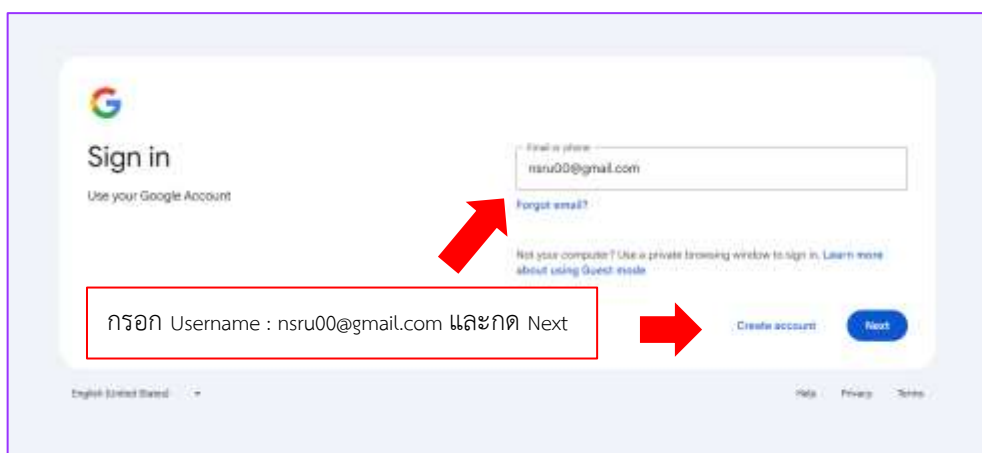 Sign in
Use your Google Account
Email or phone
nsru00@gmail.com
Forgot email?
Not your computer? Use a private browsing window to sign in. Learn more
about using Guest mode
กรอก Username : nsru00@gmail.com และกด Next
Create account
Next
English (United States)
Help
Privacy
Terms